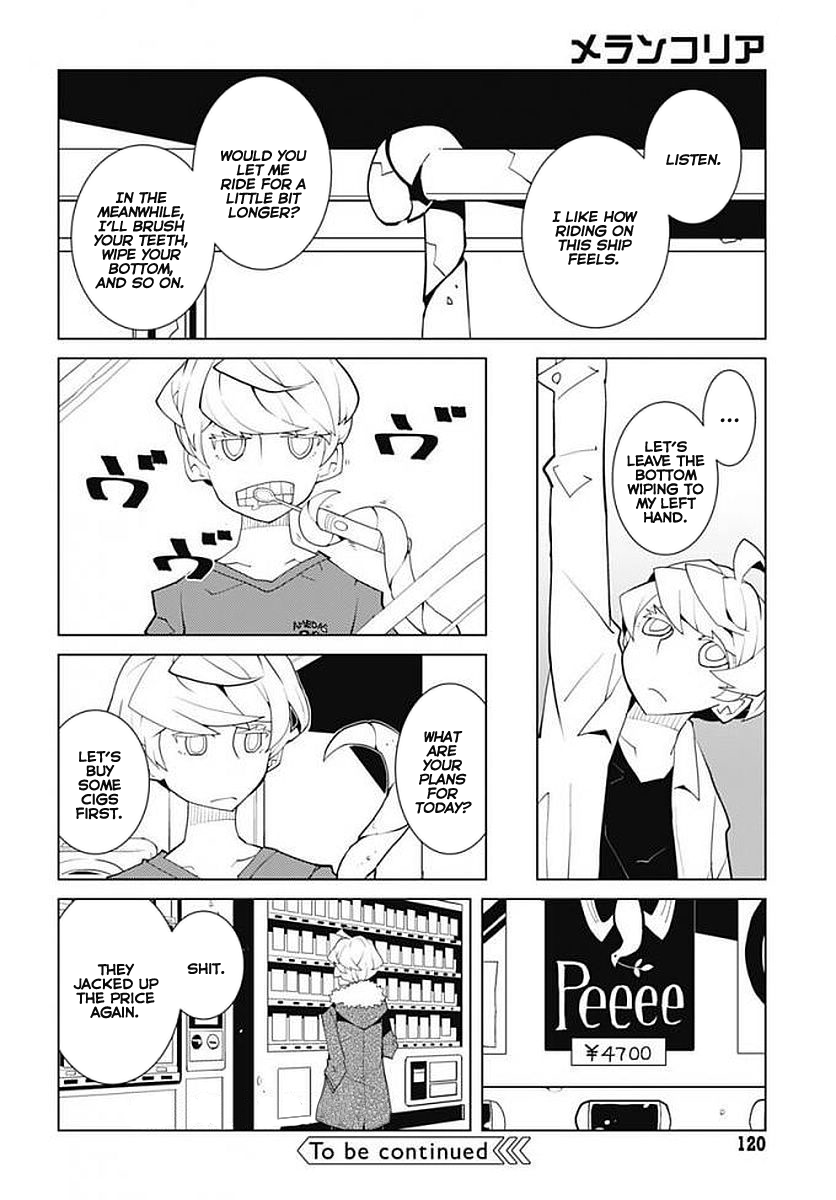 メランコリア
LISTEN.
I LIKE HOW
RIDING ON
THIS SHIP
FEELS.
WOULD YOU
LET ME
RIDE FOR A
LITTLE BIT
LONGER?
IN THE
MEANWHILE,
I'LL BRUSH
YOUR TEETH,
WIPE YOUR
BOTTOM,
AND SO ON.
...
LET'S
LEAVE THE
BOTTOM
WIPING TO
MY LEFT
HAND.
ヴ
ヴ
ヴ
WHAT
ARE
YOUR
PLANS
FOR
TODAY?
LET'S
BUY
SOME
CIGS
FIRST.
Peeee
¥4700
SHIT.
THEY
JACKED UP
THE PRICE
AGAIN.
To be continued
120